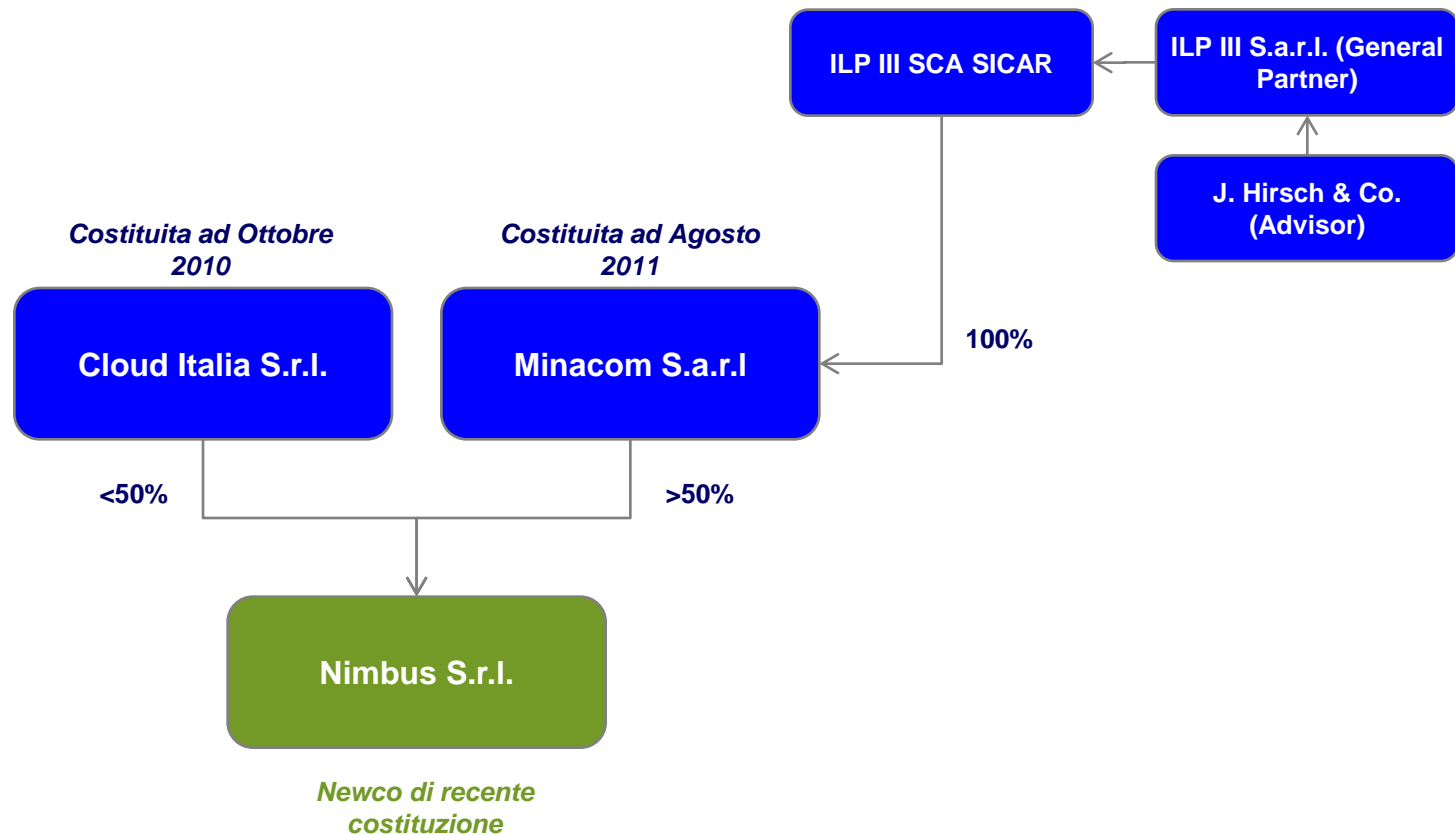 ILP III SCA SICAR
ILP III S.a.r.l. (General
Partner)
J. Hirsch & Co.
(Advisor)
Costituita ad Ottobre
2010
Costituita ad Agosto
2011
Cloud Italia S.r.l.
Minacom S.a.r.l
100%
<50%
>50%
Nimbus S.r.l.
Newco di recente
costituzione